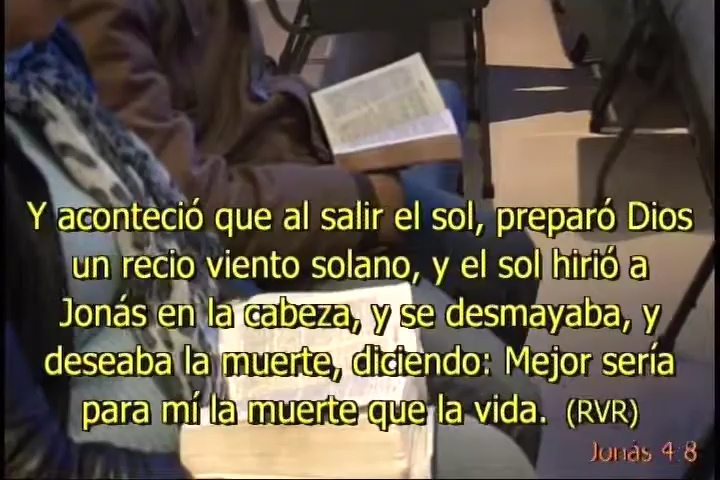 Y aconteció que al salir el sol, preparó Dios
un recio viento solano, y el sol hirió a
Jonás en la cabeza, y se desmayaba, y
deseaba la muerte, diciendo: Mejor sería
para mí la muerte que la vida. (RVR)
Jonás 4:8